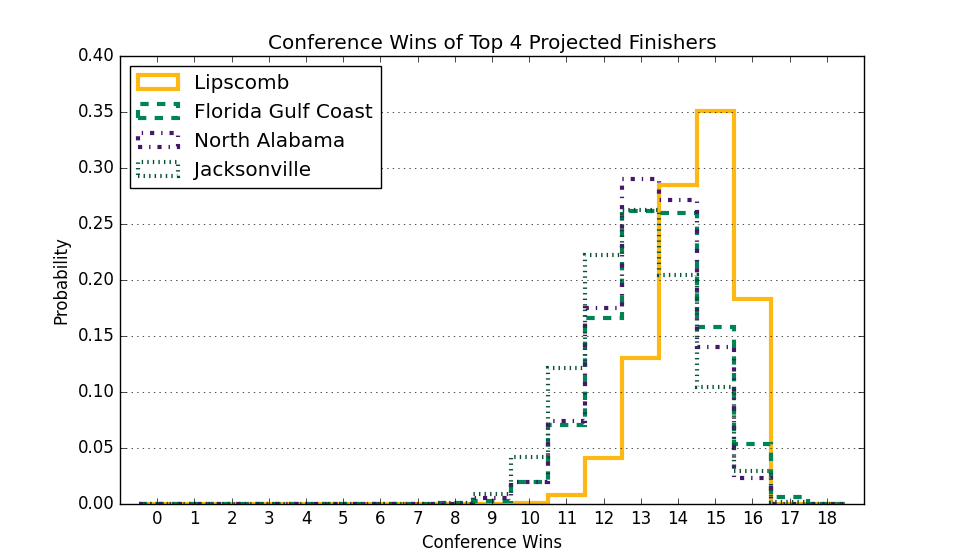 Conference Wins of Top 4 Projected Finishers
0.40
0.35
0.30
0.25
0.20
0.15
0.10
0.05
0.00
Probability
Lipscomb
Florida Gulf Coast
North Alabama
Jacksonville
0 1 2 3 4 5 6 7 8 9 10 11 12 13 14 15 16 17 18
Conference Wins